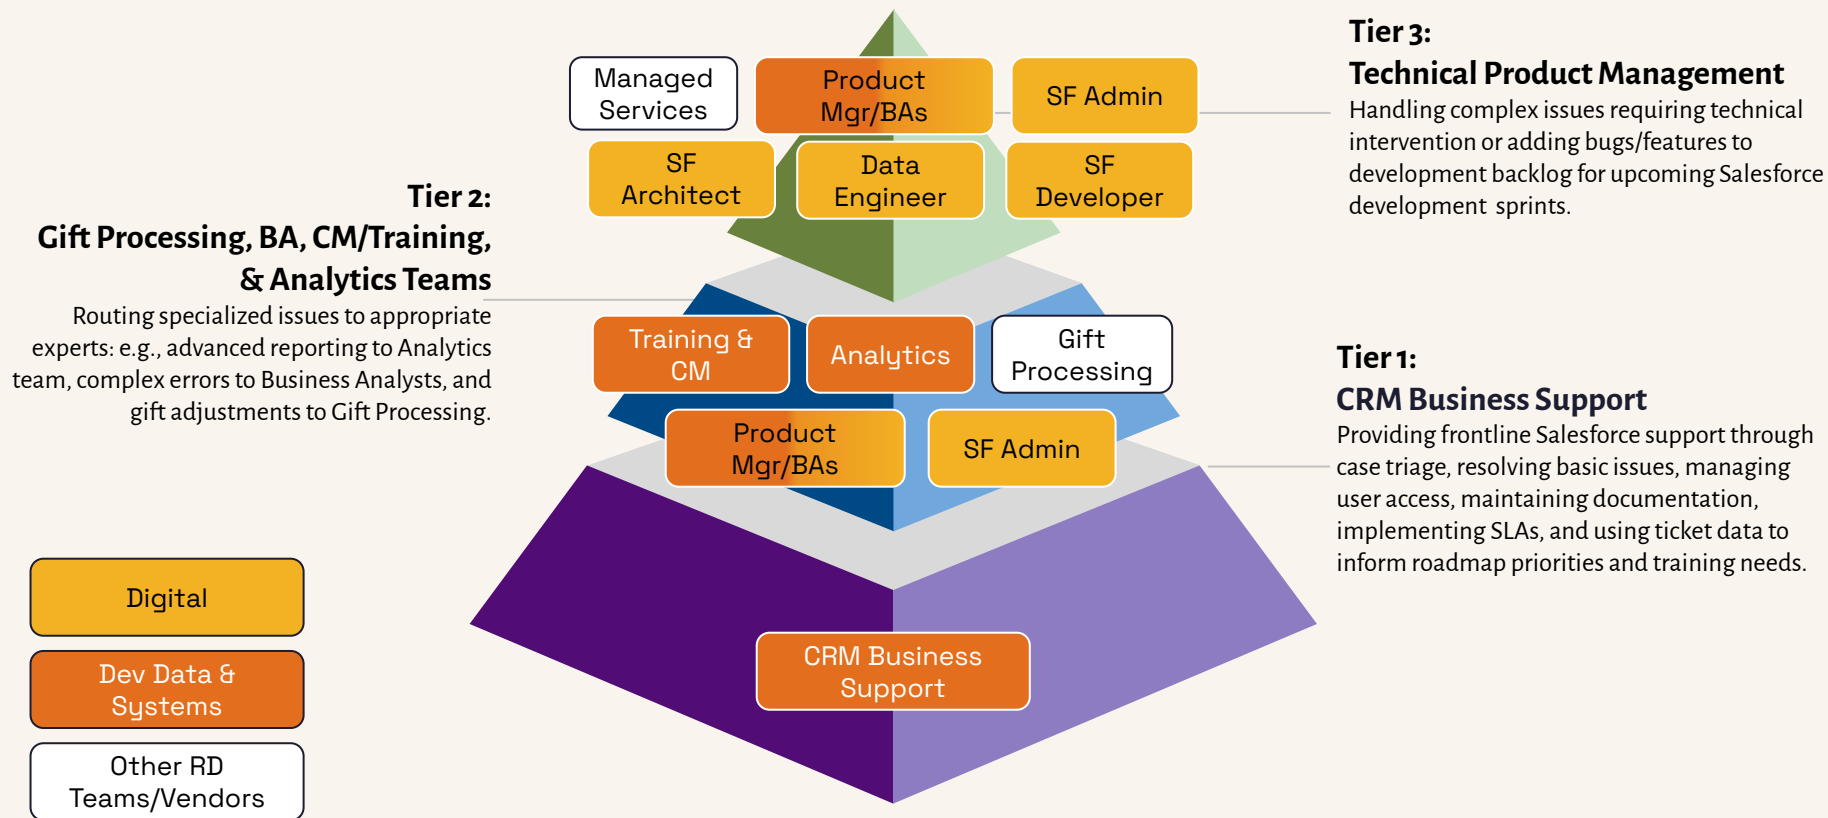 Tier 3:
Technical Product Management
Handling complex issues requiring technical
intervention or adding bugs/features to
development backlog for upcoming Salesforce
development sprints.
Managed
Services
Product
Mgr/BAs
SF Admin
SF
Architect
Data
Engineer
SF
Developer
Tier 2:
Gift Processing, BA, CM/Training,
& Analytics Teams
Routing specialized issues to appropriate
experts: e.g., advanced reporting to Analytics
team, complex errors to Business Analysts, and
gift adjustments to Gift Processing.
Training &
CM
Analytics
Gift
Processing
Product
Mgr/BAs
SF Admin
Tier 1:
CRM Business Support
Providing frontline Salesforce support through
case triage, resolving basic issues, managing
user access, maintaining documentation,
implementing SLAs, and using ticket data to
inform roadmap priorities and training needs.
CRM Business
Support
Digital
Dev Data &
Systems
Other RD
Teams/Vendors